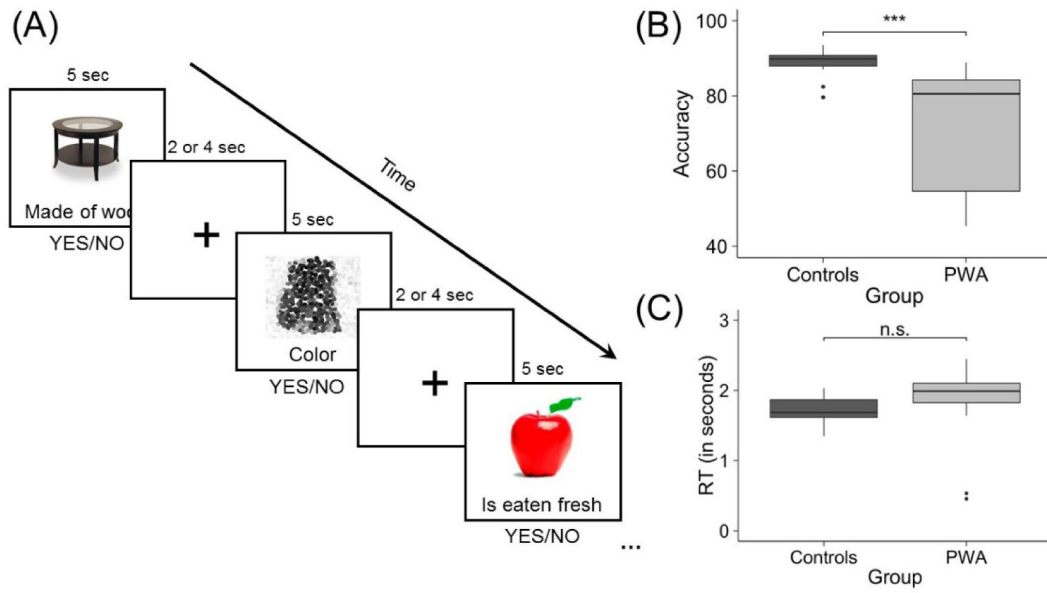 (A)
5 sec
Made of woo
YES/NO
2 or 4 sec
+
5 sec
Color
YES/NO
2 or 4 sec
+
5 sec
Is eaten fresh
YES/NO
...
Time
(B)
100
80
60
40
Accuracy
***
Controls
PWA
Group
(C)
3
2
1
0
RT (in seconds)
n.s.
Controls
PWA
Group